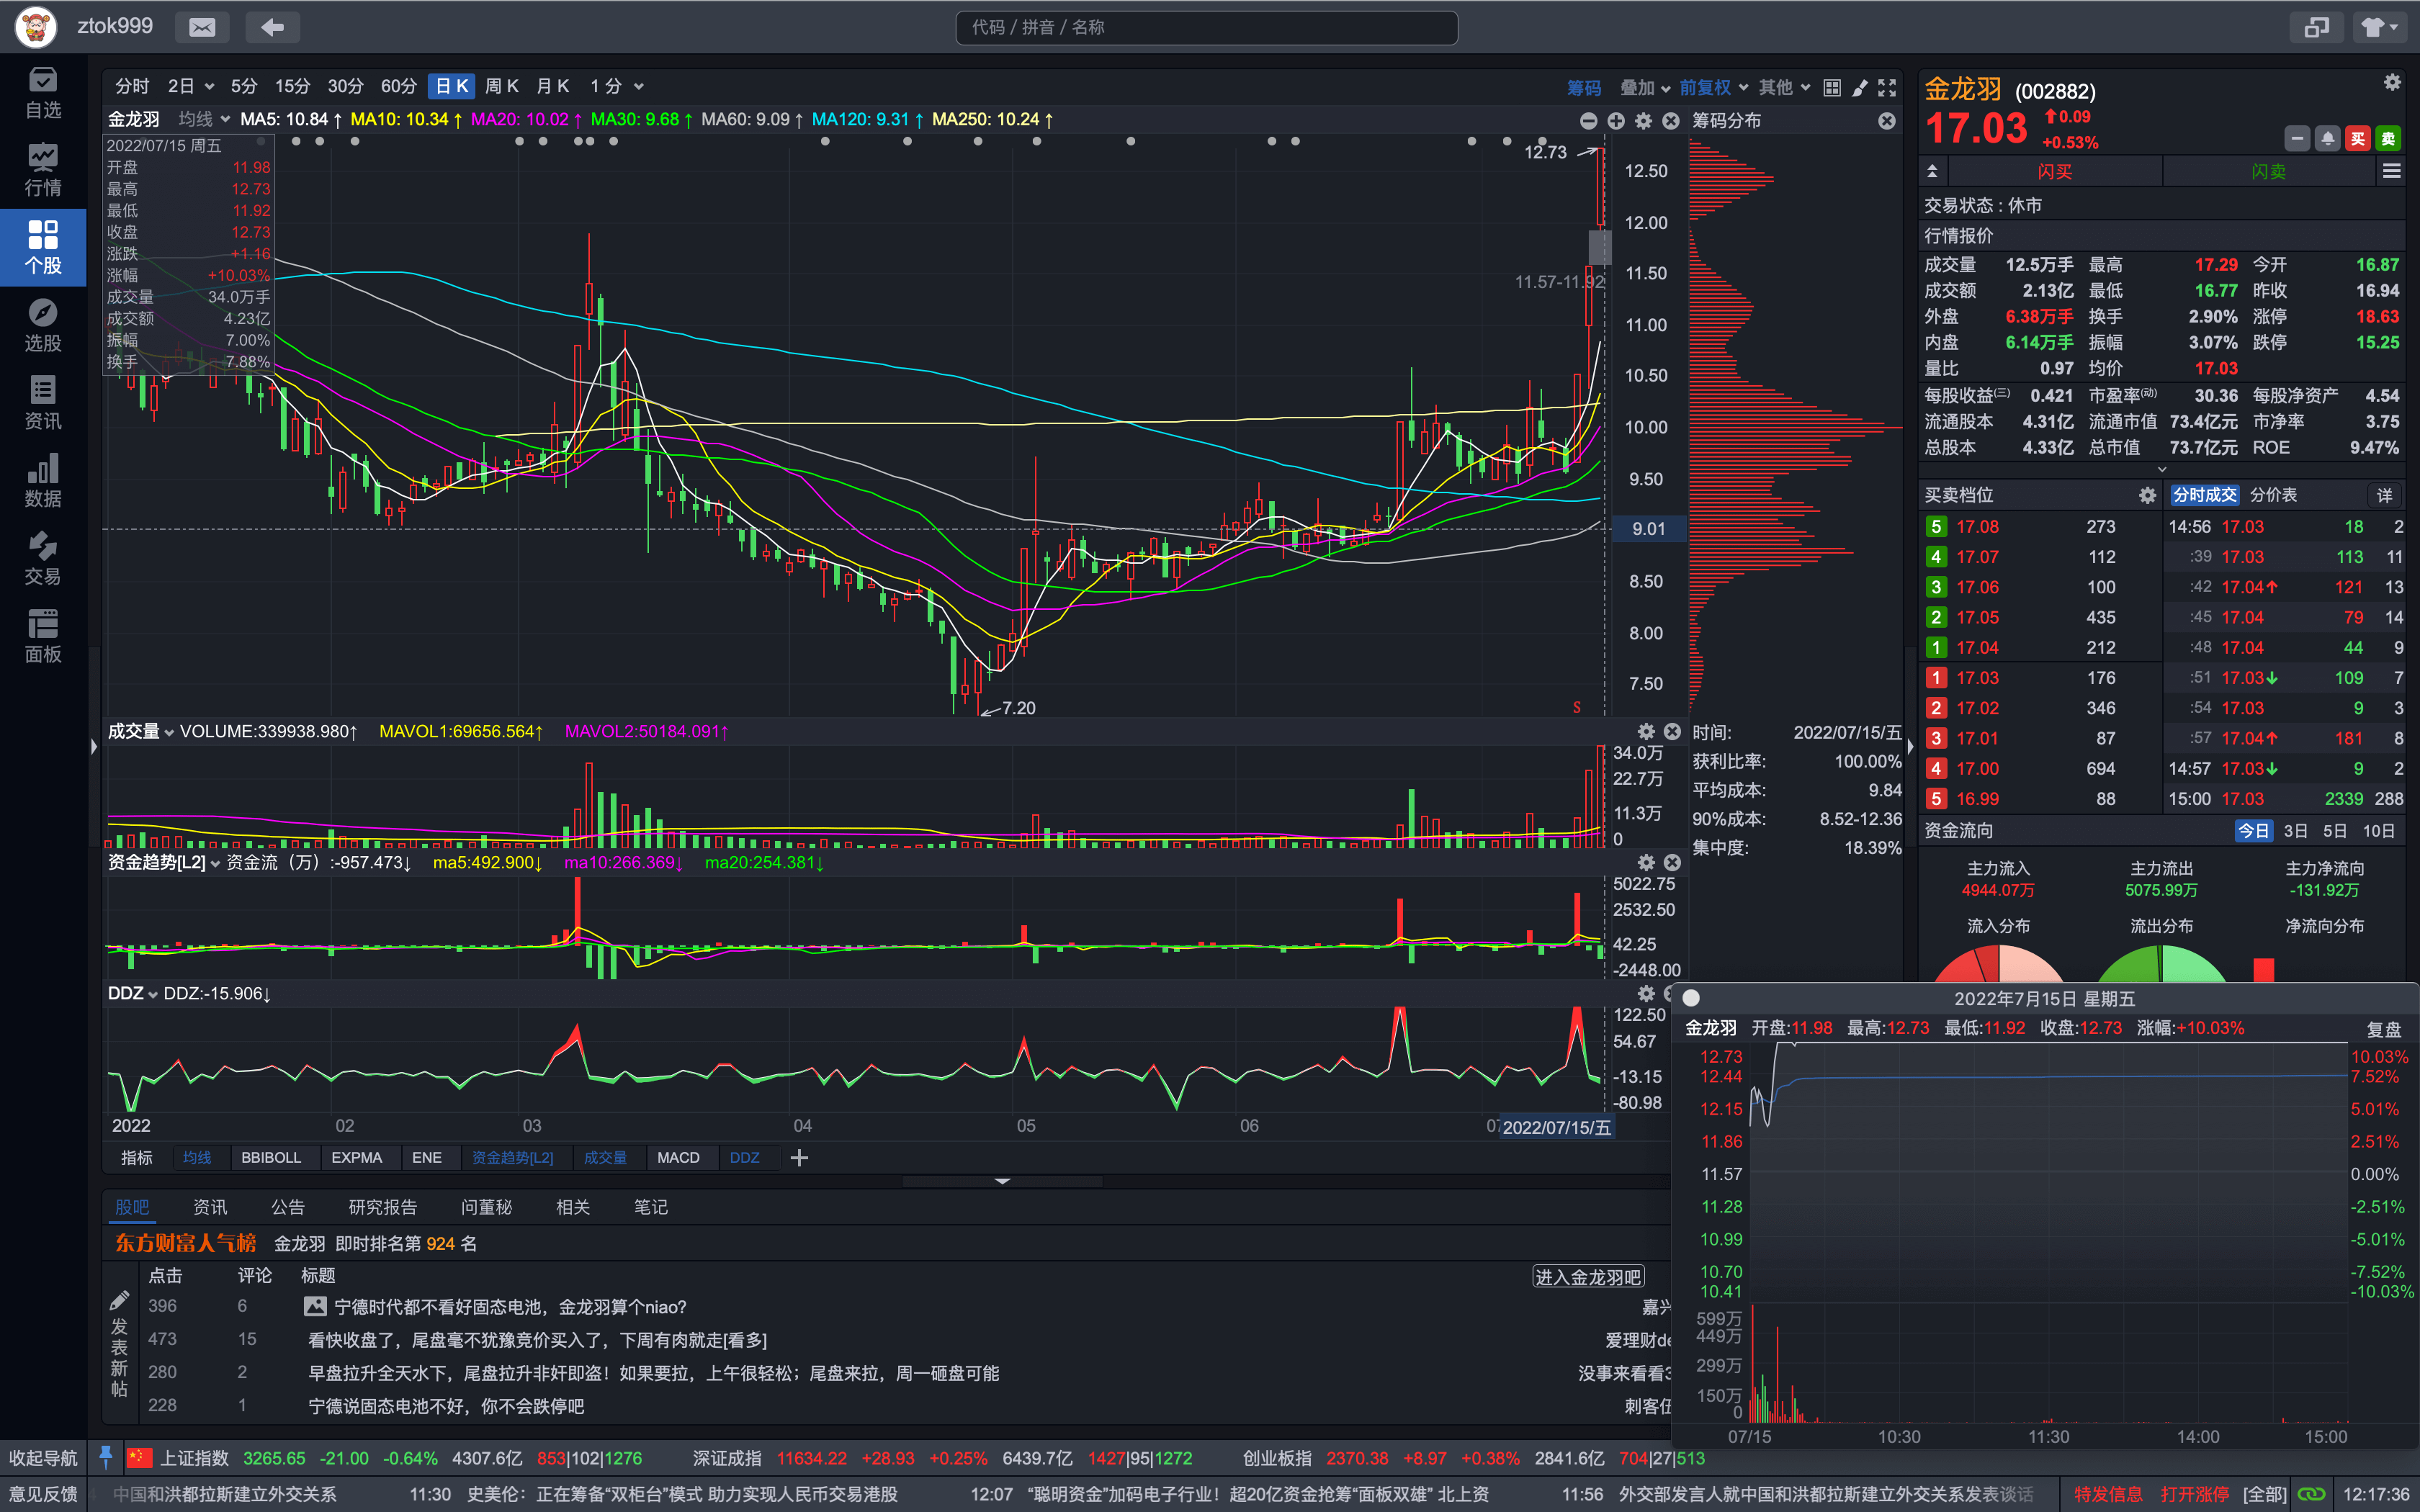 ztok999
代码 / 拼音 / 名称
自选
行情
个股
选股
资讯
数据
交易
面板
分时 2日 5分 15分 30分 60分 日K 周K 月K 1分 筹码 叠加 前复权 其他
金龙羽 均线 MA5: 10.84↑ MA10: 10.34↑ MA20: 10.02↑ MA30: 9.68↑ MA60: 9.09↑ MA120: 9.31↑ MA250: 10.24↑
2022/07/15 周五
开盘 11.98
最高 12.73
最低 11.92
收盘 12.73
涨跌 +1.16
涨幅 +10.03%
成交量 34.0万手
成交额 4.23亿
振幅 7.00%
换手 7.88%
12.73
11.57-11.92
7.20
S
12.50
12.00
11.50
11.00
10.50
10.00
9.50
9.01
8.50
8.00
7.50
筹码分布
时间: 2022/07/15/五
获利比率: 100.00%
平均成本: 9.84
90%成本: 8.52-12.36
集中度: 18.39%
成交量 VOLUME:339938.980↑ MAVOL1:69656.564↑ MAVOL2:50184.091↑
34.0万
22.7万
11.3万
0
资金趋势[L2] 资金流（万）:-957.473↓ ma5:492.900↓ ma10:266.369↓ ma20:254.381↓
5022.75
2532.50
42.25
-2448.00
DDZ DDZ:-15.906↓
122.50
54.67
-13.15
-80.98
2022 02 03 04 05 06 07 2022/07/15/五
指标 均线 BBIBOLL EXPMA ENE 资金趋势[L2] 成交量 MACD DDZ
股吧 资讯 公告 研究报告 问董秘 相关 笔记
东方财富人气榜 金龙羽 即时排名第 924 名
点击 评论 标题
进入金龙羽吧
发表新帖
396 6 宁德时代都不看好固态电池，金龙羽算个niao? 嘉兴
473 15 看快收盘了，尾盘毫不犹豫竞价买入了，下周有肉就走[看多] 爱理财de
280 2 早盘拉升全天水下，尾盘拉升非奸即盗！如果要拉，上午很轻松；尾盘来拉，周一砸盘可能 没事来看看3
228 1 宁德说固态电池不好，你不会跌停吧 刺客伍
金龙羽 (002882)
17.03 0.09
+0.53%
买 卖
闪买 闪卖
交易状态 : 休市
行情报价
成交量 12.5万手 最高 17.29 今开 16.87
成交额 2.13亿 最低 16.77 昨收 16.94
外盘 6.38万手 换手 2.90% 涨停 18.63
内盘 6.14万手 振幅 3.07% 跌停 15.25
量比 0.97 均价 17.03
每股收益(三) 0.421 市盈率(动) 30.36 每股净资产 4.54
流通股本 4.31亿 流通市值 73.4亿元 市净率 3.75
总股本 4.33亿 总市值 73.7亿元 ROE 9.47%
买卖档位
5 17.08 273
4 17.07 112
3 17.06 100
2 17.05 435
1 17.04 212
1 17.03 176
2 17.02 346
3 17.01 87
4 17.00 694
5 16.99 88
分时成交 分价表 详
14:56 17.03 18 2
:39 17.03 113 11
:42 17.04↑ 121 13
:45 17.04 79 14
:48 17.04 44 9
:51 17.03↓ 109 7
:54 17.03 9 3
:57 17.04↑ 181 8
14:57 17.03↓ 9 2
15:00 17.03 2339 288
资金流向 今日 3日 5日 10日
主力流入 主力流出 主力净流向
4944.07万 5075.99万 -131.92万
流入分布 流出分布 净流向分布
2022年7月15日 星期五
金龙羽 开盘:11.98 最高:12.73 最低:11.92 收盘:12.73 涨幅:+10.03% 复盘
12.73 10.03%
12.44 7.52%
12.15 5.01%
11.86 2.51%
11.57 0.00%
11.28 -2.51%
10.99 -5.01%
10.70 -7.52%
10.41 -10.03%
599万
449万
299万
150万
0
07/15 10:30 11:30 14:00 15:00
收起导航 上证指数 3265.65 -21.00 -0.64% 4307.6亿 853|102|1276 深证成指 11634.22 +28.93 +0.25% 6439.7亿 1427|95|1272 创业板指 2370.38 +8.97 +0.38% 2841.6亿 704|27|513
意见反馈 中国和洪都拉斯建立外交关系 11:30 史美伦：正在筹备“双柜台”模式 助力实现人民币交易港股 12:07 “聪明资金”加码电子行业！超20亿资金抢筹“面板双雄” 北上资 11:56 外交部发言人就中国和洪都拉斯建立外交关系发表谈话 特发信息 打开涨停 [全部] 12:17:36